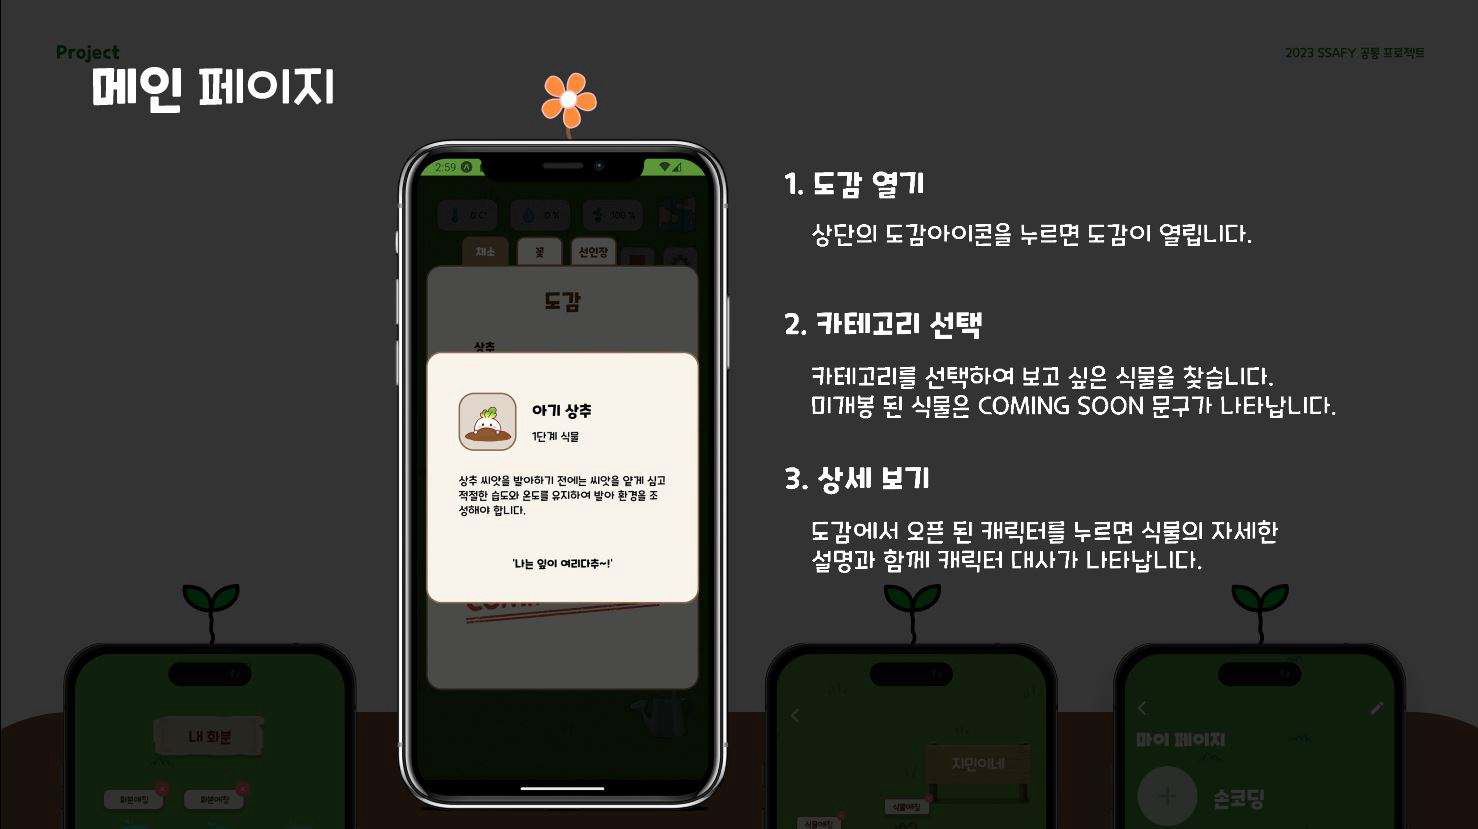 Project
2023 SSAFY 공통 프로젝트
메인 페이지
2:59
0 C°
0 %
100 %
채소
꽃
선인장
도감
상추
아기 상추
1단계 식물
상추 씨앗을 발아하기 전에는 씨앗을 얕게 심고
적절한 습도와 온도를 유지하여 발아 환경을 조
성해야 합니다.
'나는 잎이 여리다추~!'
1. 도감 열기
상단의 도감아이콘을 누르면 도감이 열립니다.
2. 카테고리 선택
카테고리를 선택하여 보고 싶은 식물을 찾습니다.
미개봉 된 식물은 COMING SOON 문구가 나타납니다.
3. 상세 보기
도감에서 오픈 된 캐릭터를 누르면 식물의 자세한
설명과 함께 캐릭터 대사가 나타납니다.
내 화분
화분애칭
화분애칭
지민이네
식물애칭
식물애칭
마이 페이지
손코딩